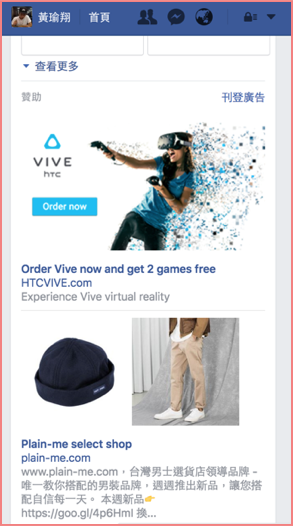 黃瑜翔 首頁
查看更多
贊助 刊登廣告
VIVE
htc
Order now
Order Vive now and get 2 games free
HTCVIVE.com
Experience Vive virtual reality
Plain-me select shop
plain-me.com
www.plain-me.com，台灣男士選貨店領導品牌 -
唯一教你搭配的男裝品牌，週週推出新品，讓您搭
配自信每一天。 本週新品👉
https://goo.gl/4p6Hml 換...